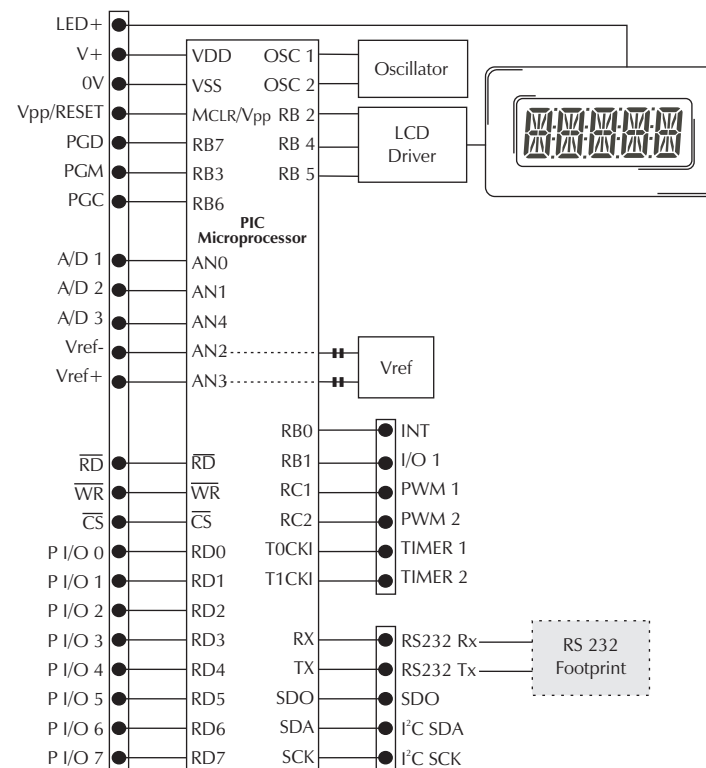 LED+
V+ VDD OSC 1 Oscillator
0V VSS OSC 2
Vpp/RESET MCLR/Vpp RB 2 LCD
PGD RB7 RB 4 Driver
PGM RB3 RB 5
PGC RB6
PIC
Microprocessor
A/D 1 AN0
A/D 2 AN1
A/D 3 AN4
Vref- AN2 Vref
Vref+ AN3
RB0 INT
RD RD RB1 I/O 1
WR WR RC1 PWM 1
CS CS RC2 PWM 2
P I/O 0 RD0 T0CKI TIMER 1
P I/O 1 RD1 T1CKI TIMER 2
P I/O 2 RD2
P I/O 3 RD3 RX RS232 Rx RS 232
P I/O 4 RD4 TX RS232 Tx Footprint
P I/O 5 RD5 SDO SDO
P I/O 6 RD6 SDA I²C SDA
P I/O 7 RD7 SCK I²C SCK